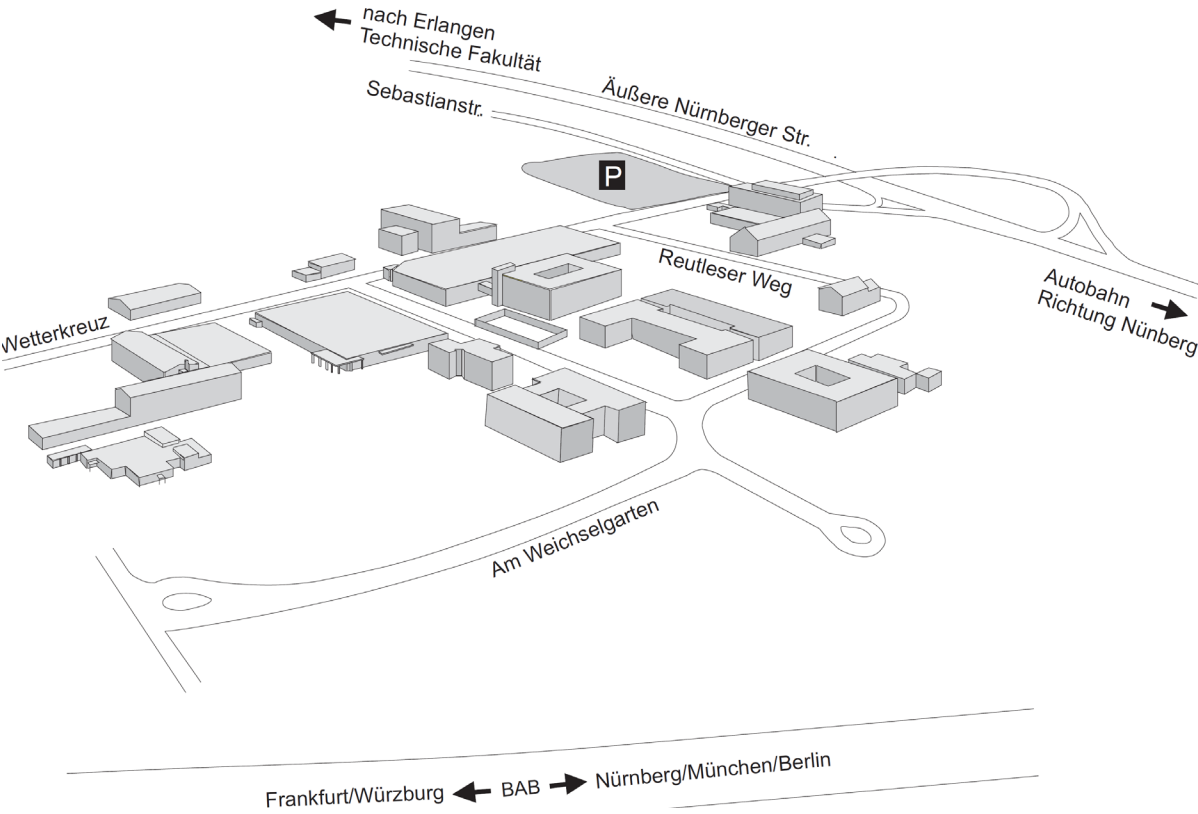 nach Erlangen
Technische Fakultät
Äußere Nürnberger Str.
Sebastianstr.
P
Reutleser Weg
Autobahn
Richtung Nünberg
Wetterkreuz
Am Weichselgarten
Frankfurt/Würzburg
BAB
Nürnberg/München/Berlin